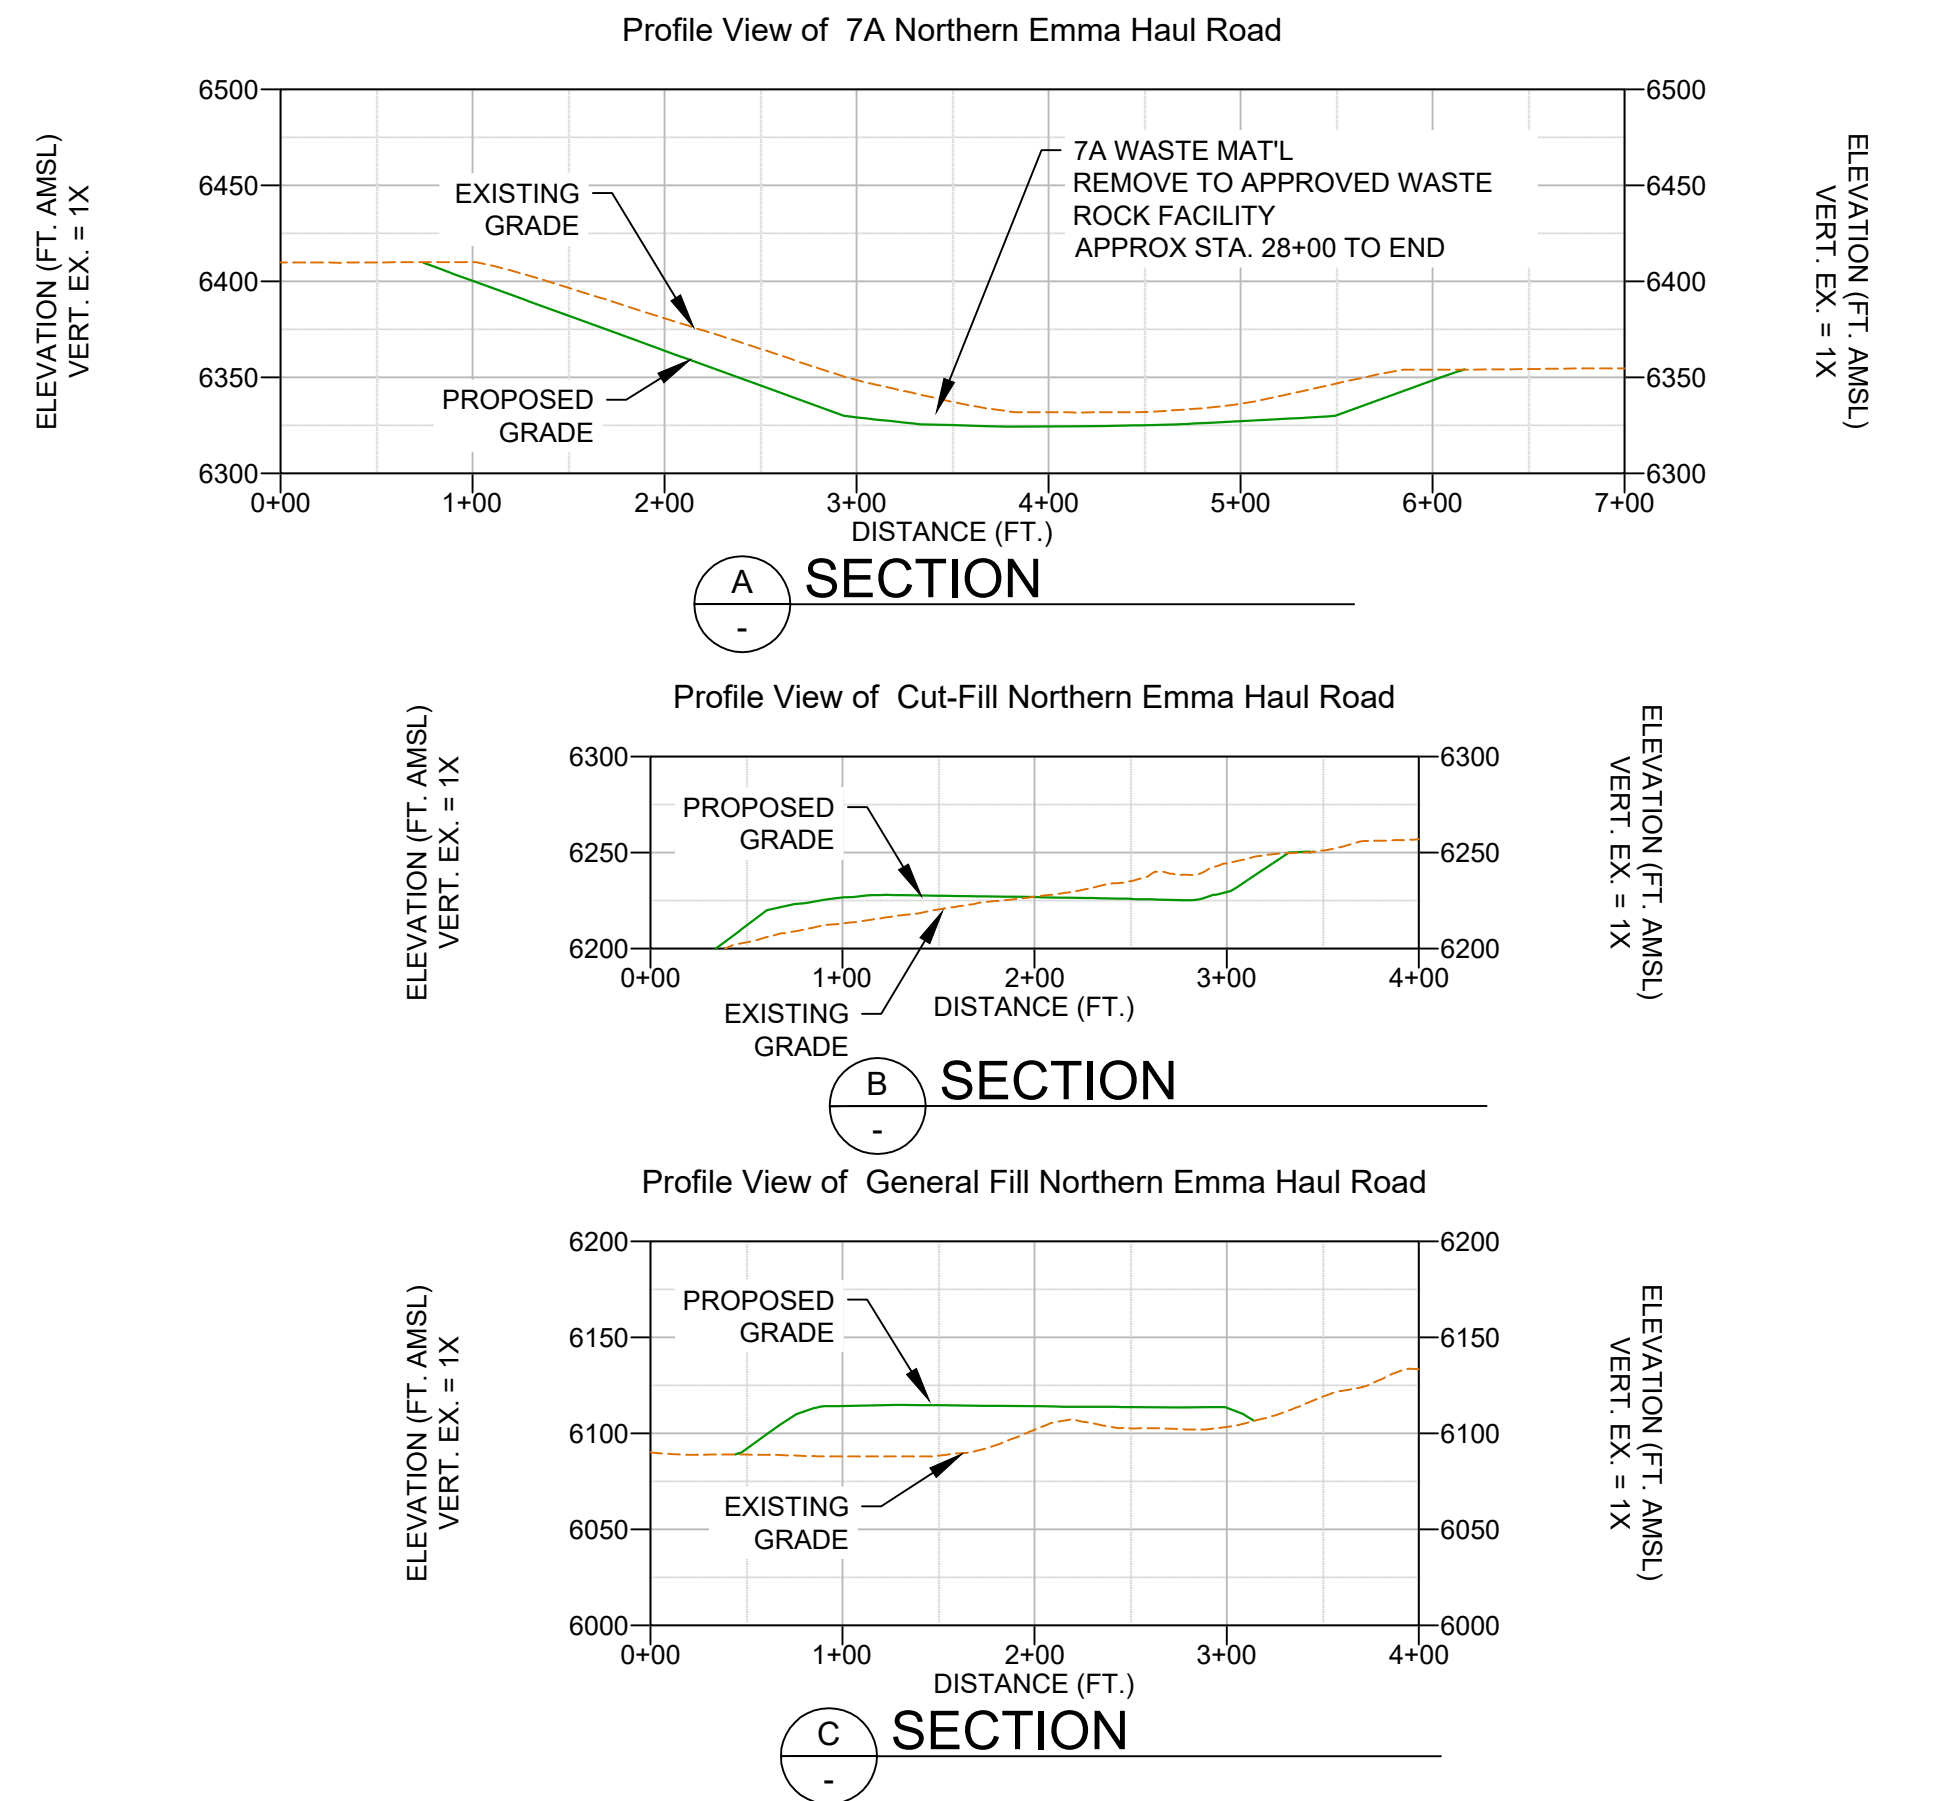 Profile View of 7A Northern Emma Haul Road
ELEVATION (FT. AMSL)
VERT. EX. = 1X
6500
6450
6400
6350
6300
6500
6450
6400
6350
6300
ELEVATION (FT. AMSL)
VERT. EX. = 1X
EXISTING
GRADE
PROPOSED
GRADE
7A WASTE MAT'L
REMOVE TO APPROVED WASTE
ROCK FACILITY
APPROX STA. 28+00 TO END
0+00 1+00 2+00 3+00 4+00 5+00 6+00 7+00
DISTANCE (FT.)
A
-
SECTION
Profile View of Cut-Fill Northern Emma Haul Road
ELEVATION (FT. AMSL)
VERT. EX. = 1X
6300
6250
6200
6300
6250
6200
ELEVATION (FT. AMSL)
VERT. EX. = 1X
PROPOSED
GRADE
0+00 1+00 2+00 3+00 4+00
DISTANCE (FT.)
EXISTING
GRADE
B
-
SECTION
Profile View of General Fill Northern Emma Haul Road
ELEVATION (FT. AMSL)
VERT. EX. = 1X
6200
6150
6100
6050
6000
6200
6150
6100
6050
6000
ELEVATION (FT. AMSL)
VERT. EX. = 1X
PROPOSED
GRADE
EXISTING
GRADE
0+00 1+00 2+00 3+00 4+00
DISTANCE (FT.)
C
-
SECTION